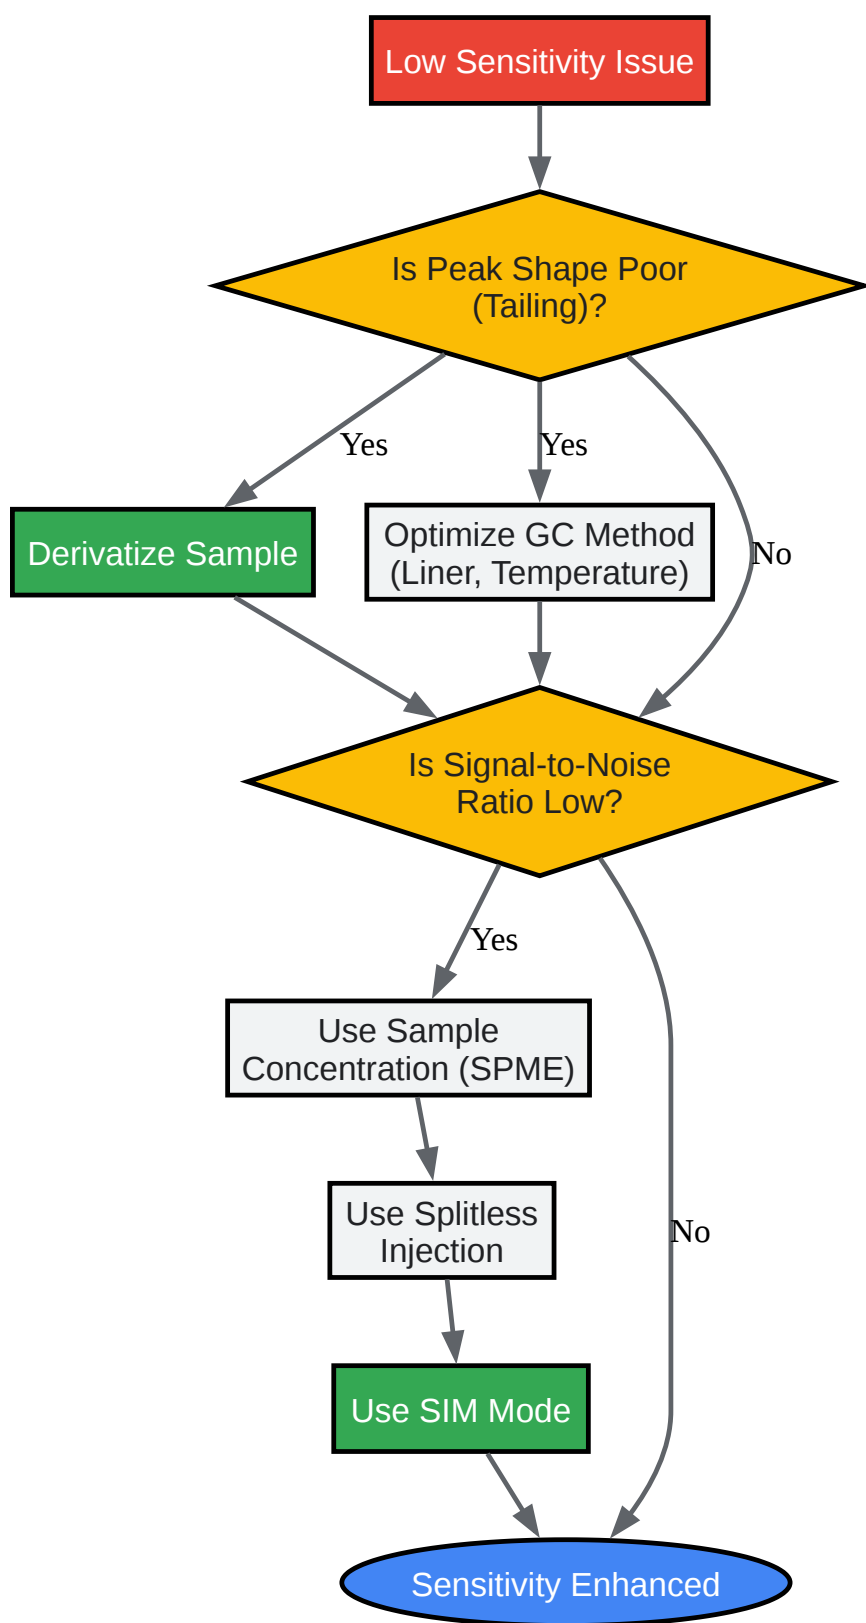 Low Sensitivity Issue
Is Peak Shape Poor
(Tailing)?
Yes
Yes
No
Derivatize Sample
Optimize GC Method
(Liner, Temperature)
Is Signal-to-Noise
Ratio Low?
Yes
Use Sample
Concentration (SPME)
Use Splitless
Injection
No
Use SIM Mode
Sensitivity Enhanced